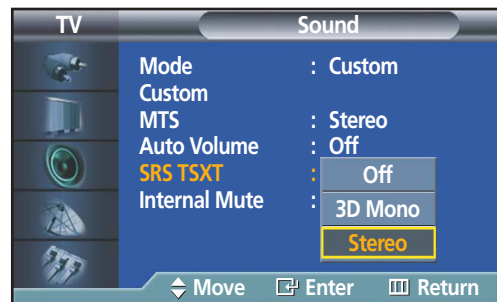 TV Sound
Mode : Custom
Custom
MTS : Stereo
Auto Volume : Off
SRS TSXT : Off
Internal Mute : 3D Mono
Stereo
Move Enter Return